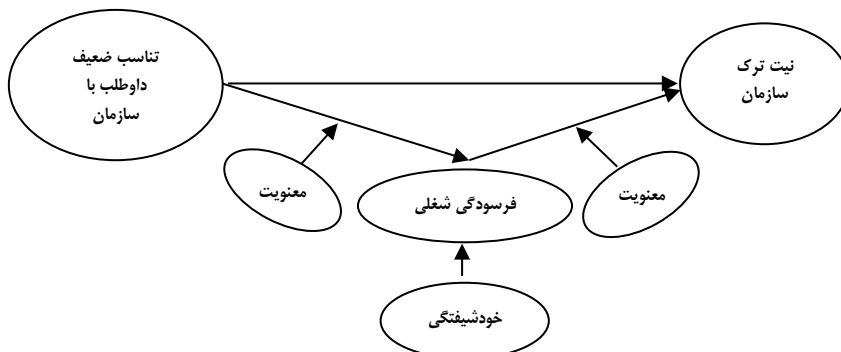 تناسب ضعیف
داوطلب با
سازمان
نیت ترک
سازمان
معنویت
فرسودگی شغلی
معنویت
خودشیفتگی